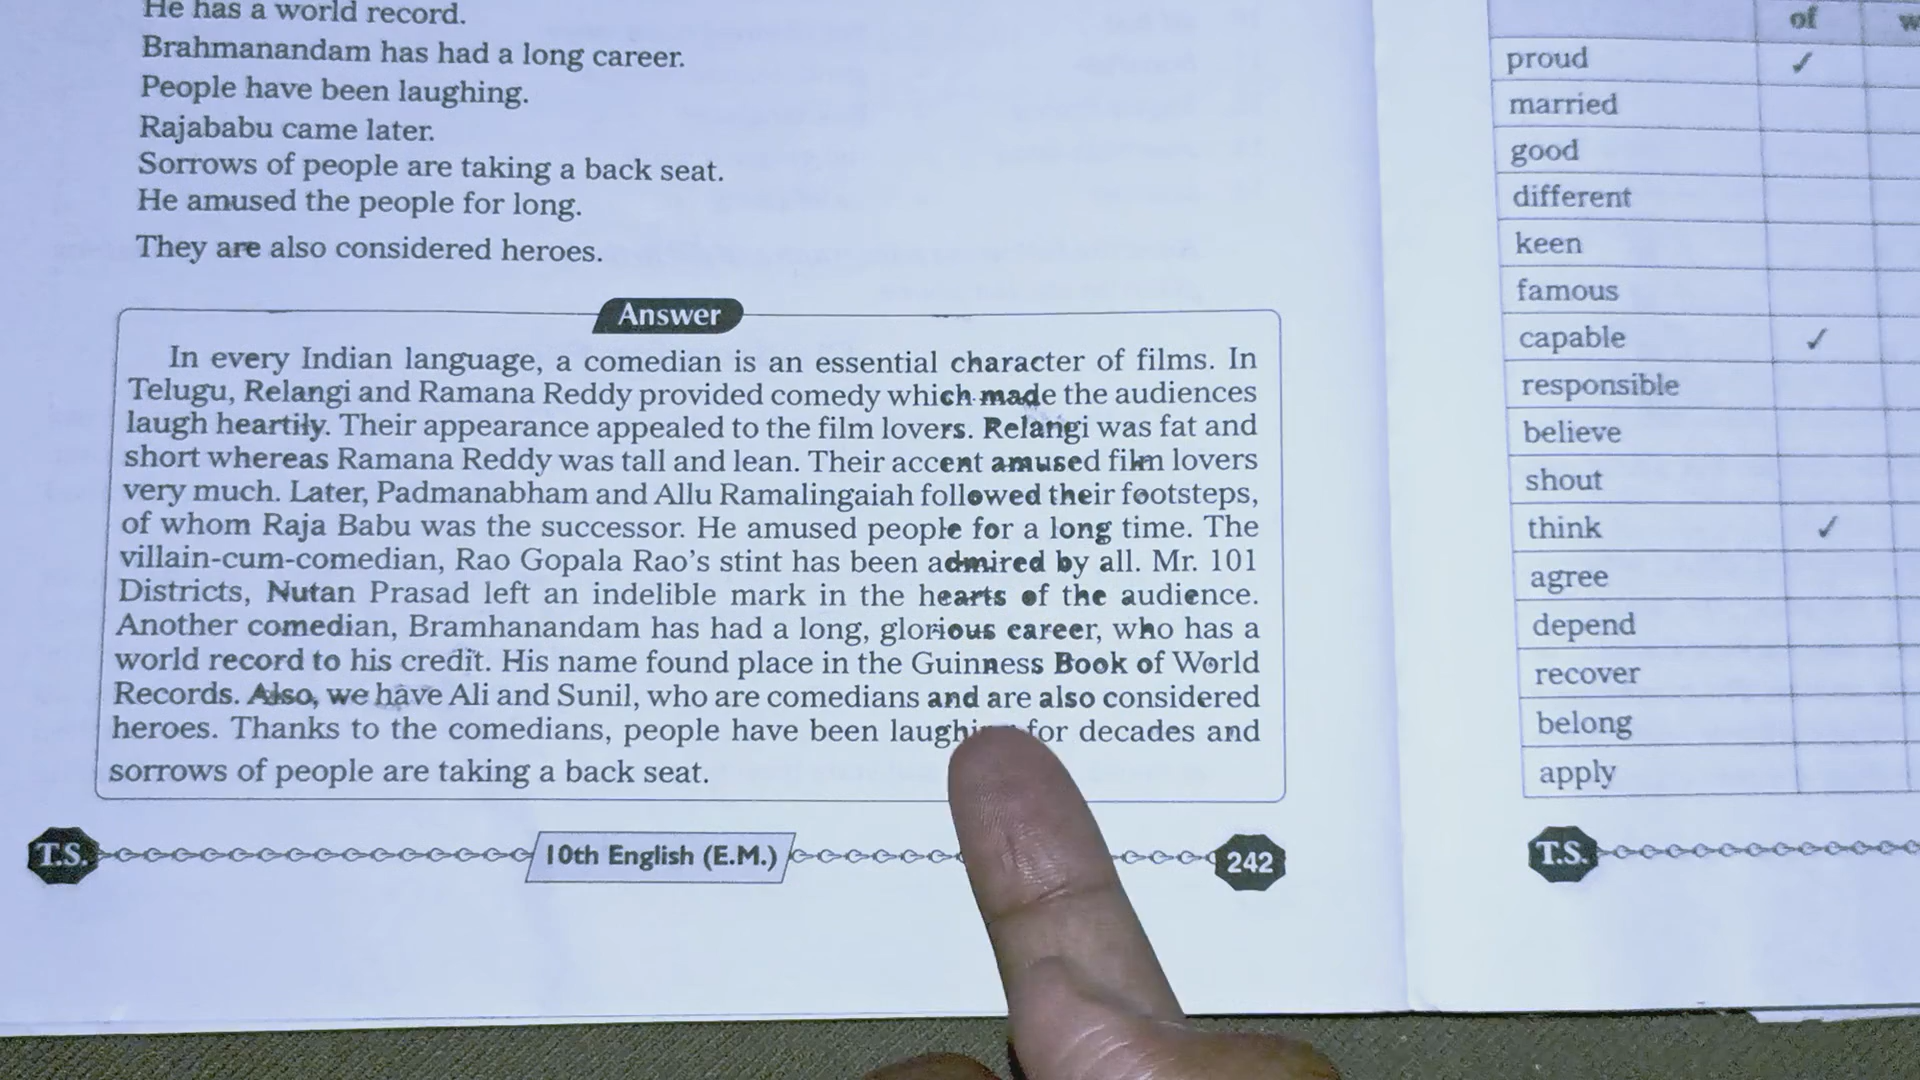 He has a world record.
Brahmanandam has had a long career.
People have been laughing.
Rajababu came later.
Sorrows of people are taking a back seat.
He amused the people for long.
They are also considered heroes.
Answer
In every Indian language, a comedian is an essential character of films. In
Telugu, Relangi and Ramana Reddy provided comedy which made the audiences
laugh heartily. Their appearance appealed to the film lovers. Relangi was fat and
short whereas Ramana Reddy was tall and lean. Their accent amused film lovers
very much. Later, Padmanabham and Allu Ramalingaiah followed their footsteps,
of whom Raja Babu was the successor. He amused people for a long time. The
villain-cum-comedian, Rao Gopala Rao's stint has been admired by all. Mr. 101
Districts, Nutan Prasad left an indelible mark in the hearts of the audience.
Another comedian, Bramhanandam has had a long, glorious career, who has a
world record to his credit. His name found place in the Guinness Book of World
Records. Also, we have Ali and Sunil, who are comedians and are also considered
heroes. Thanks to the comedians, people have been for decades and
sorrows of people are taking a back seat.
T.S. 10th English (E.M.) 242
of
proud ✓
married
good
different
keen
famous
capable ✓
responsible
believe
shout
think ✓
agree
depend
recover
belong
apply
T.S.